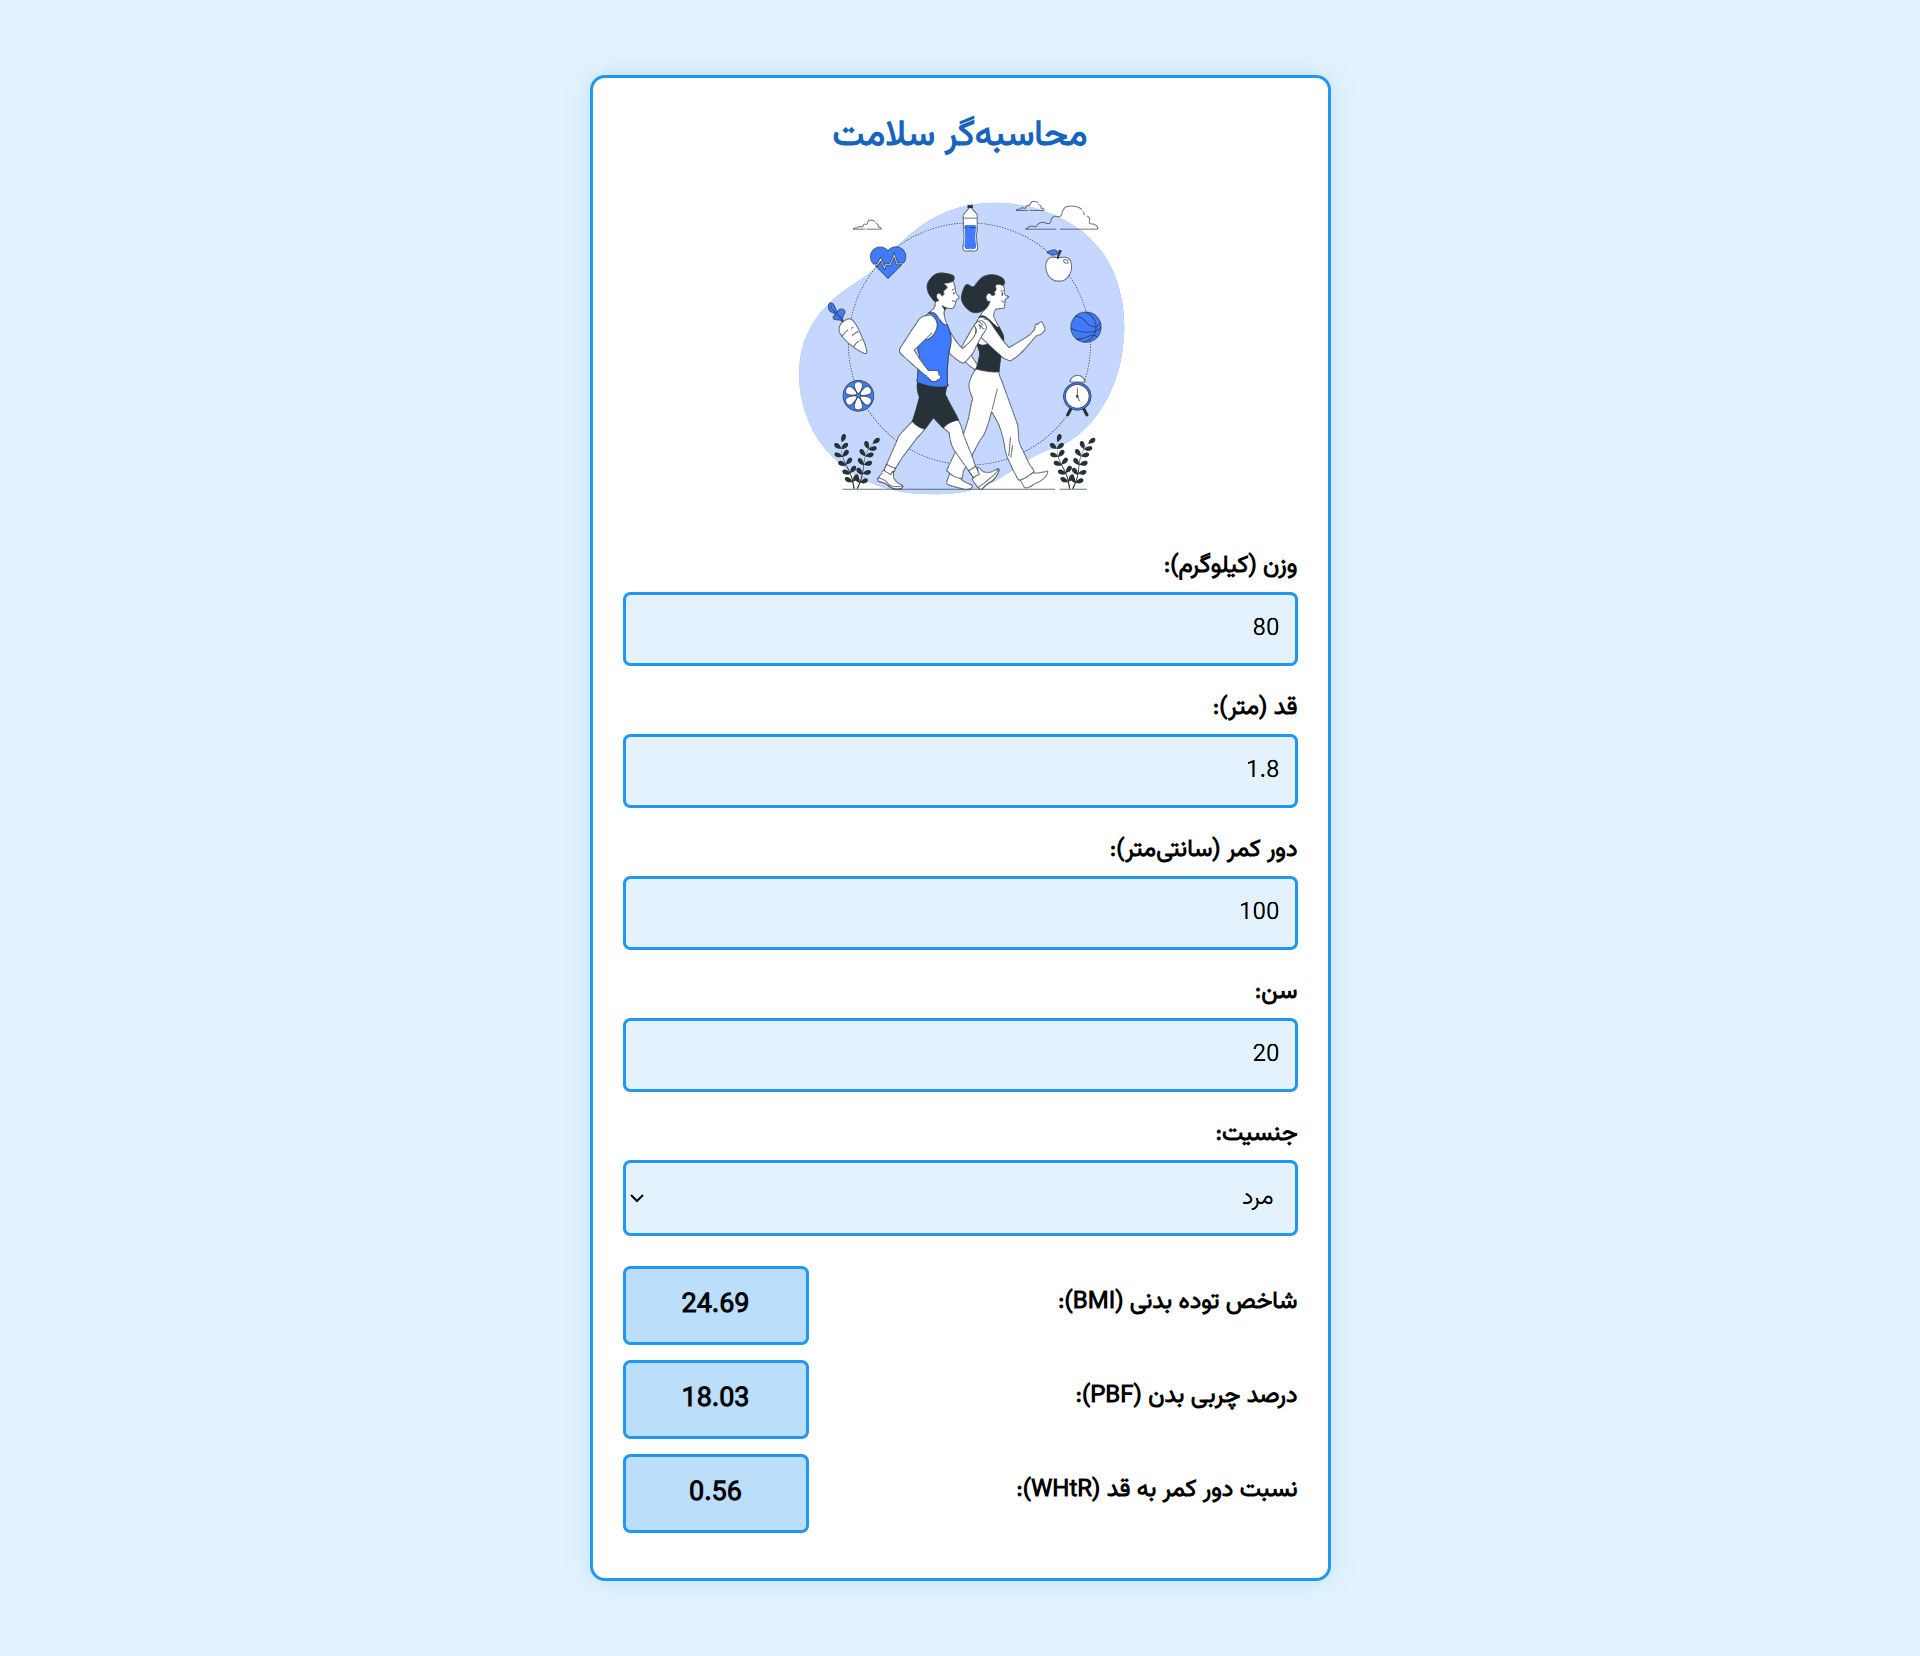 محاسبه‌گر سلامت
وزن (کیلوگرم):
80
قد (متر):
1.8
دور کمر (سانتی‌متر):
100
سن:
20
جنسیت:
مرد
شاخص توده بدنی (BMI):
24.69
درصد چربی بدن (PBF):
18.03
نسبت دور کمر به قد (WHtR):
0.56